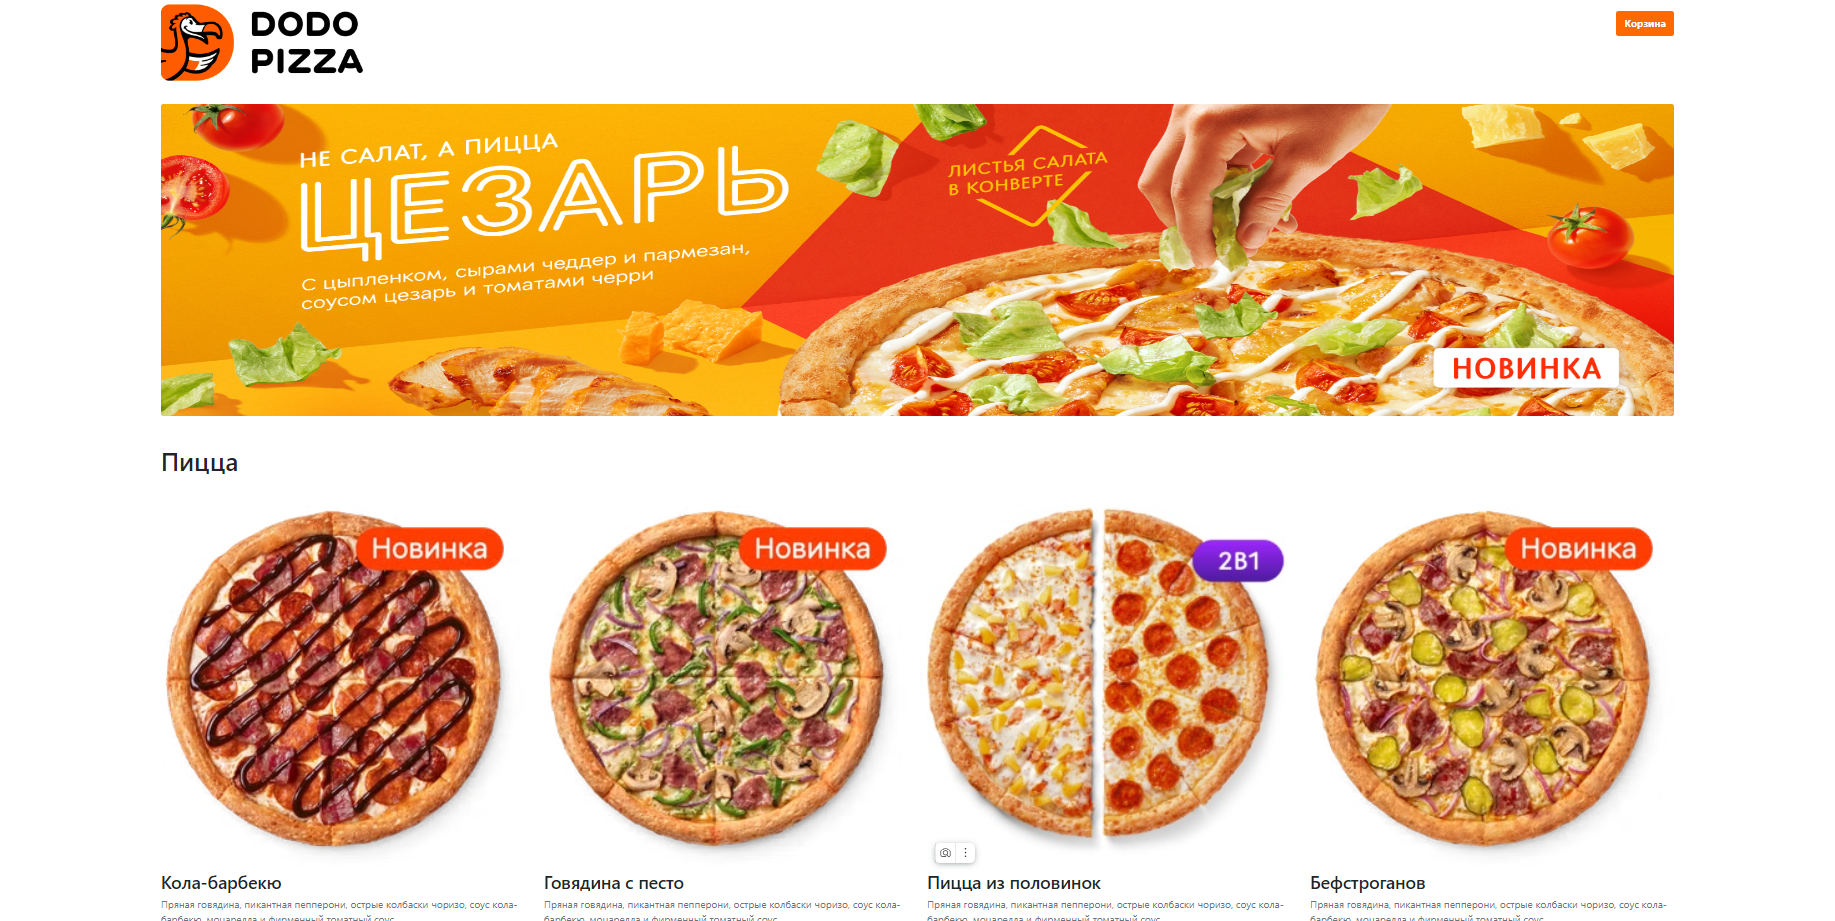 DODO
PIZZA
Корзина
НЕ САЛАТ, А ПИЦЦА
ЦЕЗАРЬ
С цыпленком, сырами чеддер и пармезан,
соусом цезарь и томатами черри
ЛИСТЬЯ САЛАТА
В КОНВЕРТЕ
НОВИНКА
Пицца
Новинка
Новинка
2В1
Новинка
Кола-барбекю
Пряная говядина, пикантная пепперони, острые колбаски чоризо, соус кола-
барбекю, моцарелла и фирменный томатный соус
Говядина с песто
Пряная говядина, пикантная пепперони, острые колбаски чоризо, соус кола-
барбекю, моцарелла и фирменный томатный соус
Пицца из половинок
Пряная говядина, пикантная пепперони, острые колбаски чоризо, соус кола-
барбекю, моцарелла и фирменный томатный соус
Бефстроганов
Пряная говядина, пикантная пепперони, острые колбаски чоризо, соус кола-
барбекю, моцарелла и фирменный томатный соус